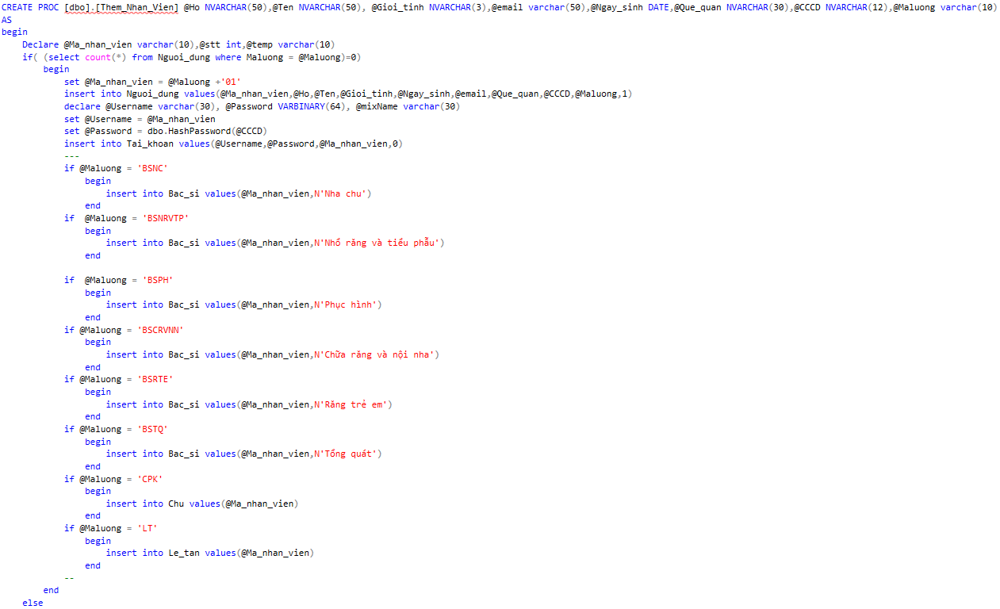 CREATE PROC [dbo].[Them_Nhan_Vien] @Ho NVARCHAR(50),@Ten NVARCHAR(50), @Gioi_tinh NVARCHAR(3),@email varchar(50),@Ngay_sinh DATE,@Que_quan NVARCHAR(30),@CCCD NVARCHAR(12),@Maluong varchar(10)
AS
begin
Declare @Ma_nhan_vien varchar(10),@stt int,@temp varchar(10)
if( (select count(*) from Nguoi_dung where Maluong = @Maluong)=0)
begin
set @Ma_nhan_vien = @Maluong +'01'
insert into Nguoi_dung values(@Ma_nhan_vien,@Ho,@Ten,@Gioi_tinh,@Ngay_sinh,@email,@Que_quan,@CCCD,@Maluong,1)
declare @Username varchar(30), @Password VARBINARY(64), @mixName varchar(30)
set @Username = @Ma_nhan_vien
set @Password = dbo.HashPassword(@CCCD)
insert into Tai_khoan values(@Username,@Password,@Ma_nhan_vien,0)
---
if @Maluong = 'BSNC'
begin
insert into Bac_si values(@Ma_nhan_vien,N'Nha chu')
end
if  @Maluong = 'BSNRVTP'
begin
insert into Bac_si values(@Ma_nhan_vien,N'Nhổ răng và tiểu phẫu')
end
if  @Maluong = 'BSPH'
begin
insert into Bac_si values(@Ma_nhan_vien,N'Phục hình')
end
if @Maluong = 'BSCRVNN'
begin
insert into Bac_si values(@Ma_nhan_vien,N'Chữa răng và nội nha')
end
if @Maluong = 'BSRTE'
begin
insert into Bac_si values(@Ma_nhan_vien,N'Răng trẻ em')
end
if @Maluong = 'BSTQ'
begin
insert into Bac_si values(@Ma_nhan_vien,N'Tổng quát')
end
if @Maluong = 'CPK'
begin
insert into Chu values(@Ma_nhan_vien)
end
if @Maluong = 'LT'
begin
insert into Le_tan values(@Ma_nhan_vien)
end
--
end
else